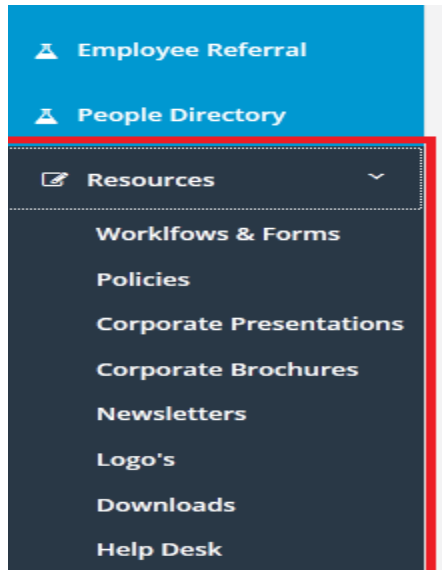 Employee Referral
People Directory
Resources
Worklfows & Forms
Policies
Corporate Presentations
Corporate Brochures
Newsletters
Logo's
Downloads
Help Desk